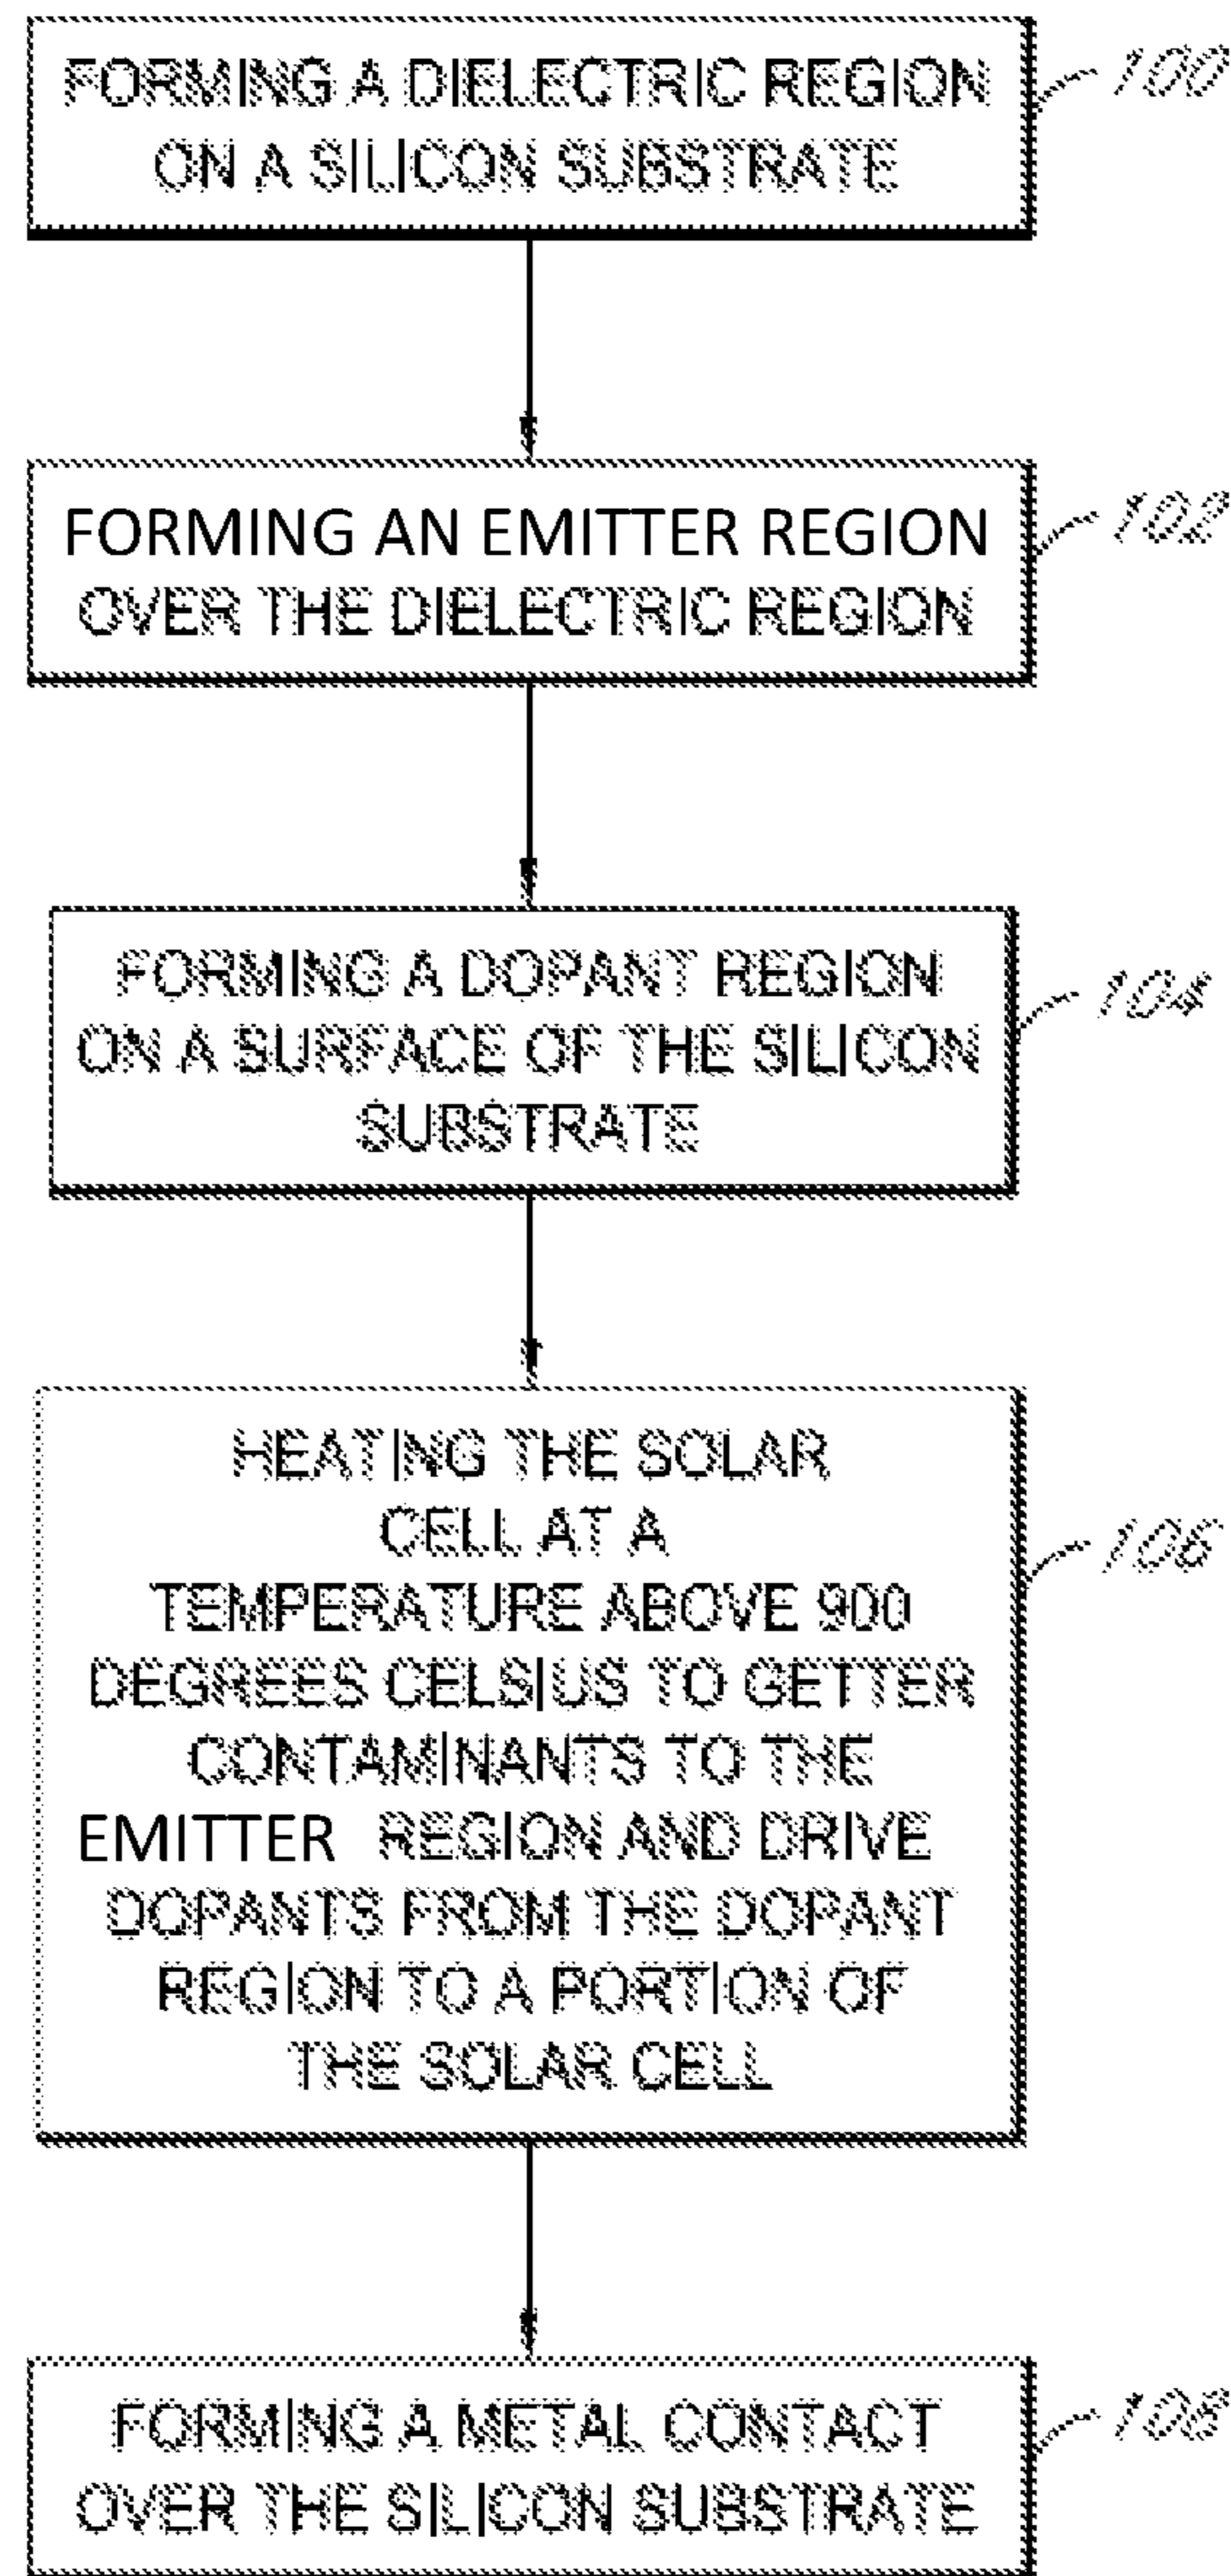 FORMING A DIELECTRIC REGION
ON A SILICON SUBSTRATE
100
FORMING AN EMITTER REGION
OVER THE DIELECTRIC REGION
102
FORMING A DOPANT REGION
ON A SURFACE OF THE SILICON
SUBSTRATE
104
HEATING THE SOLAR
CELL AT A
TEMPERATURE ABOVE 900
DEGREES CELSIUS TO GETTER
CONTAMINANTS TO THE
EMITTER REGION AND DRIVE
DOPANTS FROM THE DOPANT
REGION TO A PORTION OF
THE SOLAR CELL
106
FORMING A METAL CONTACT
OVER THE SILICON SUBSTRATE
108